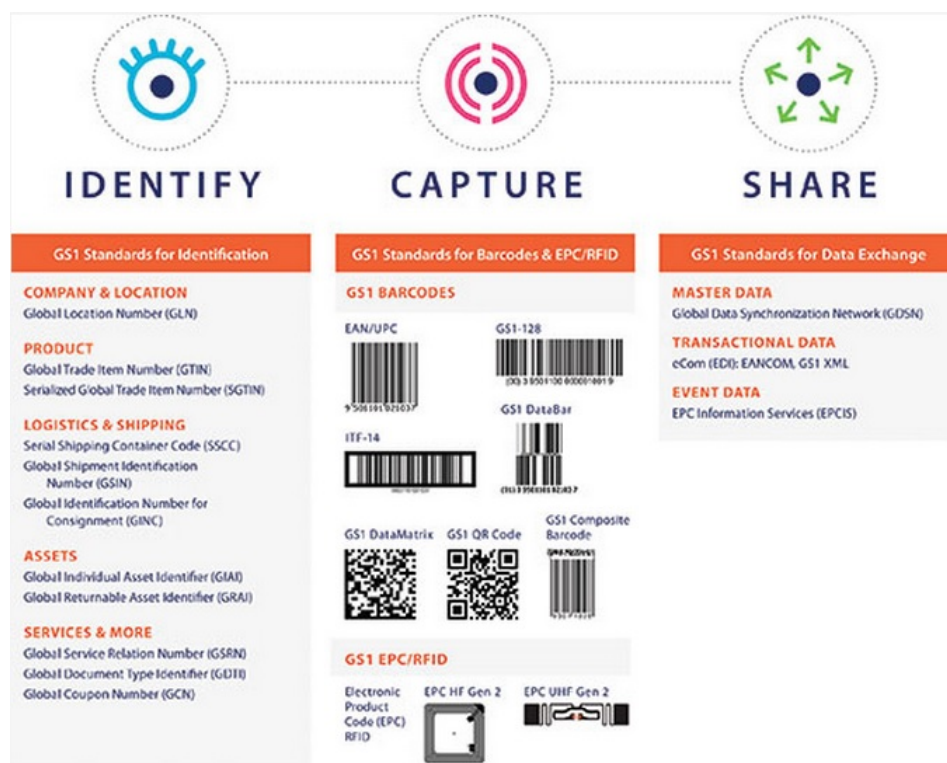 IDENTIFY
CAPTURE
SHARE
GS1 Standards for Identification
COMPANY & LOCATION
Global Location Number (GLN)
PRODUCT
Global Trade Item Number (GTIN)
Serialized Global Trade Item Number (SGTIN)
LOGISTICS & SHIPPING
Serial Shipping Container Code (SSCC)
Global Shipment Identification
Number (GSIN)
Global Identification Number for
Consignment (GINC)
ASSETS
Global Individual Asset Identifier (GIAI)
Global Returnable Asset Identifier (GRAI)
SERVICES & MORE
Global Service Relation Number (GSRN)
Global Document Type Identifier (GDTI)
Global Coupon Number (GCN)
GS1 Standards for Barcodes & EPC/RFID
GS1 BARCODES
EAN/UPC
GS1-128
GS1 DataBar
ITF-14
GS1 DataMatrix
GS1 QR Code
GS1 Composite
Barcode
GS1 EPC/RFID
Electronic
Product
Code (EPC)
RFID
EPC HF Gen 2
EPC UHF Gen 2
GS1 Standards for Data Exchange
MASTER DATA
Global Data Synchronization Network (GDSN)
TRANSACTIONAL DATA
eCom (EDI): EANCOM, GS1 XML
EVENT DATA
EPC Information Services (EPCIS)